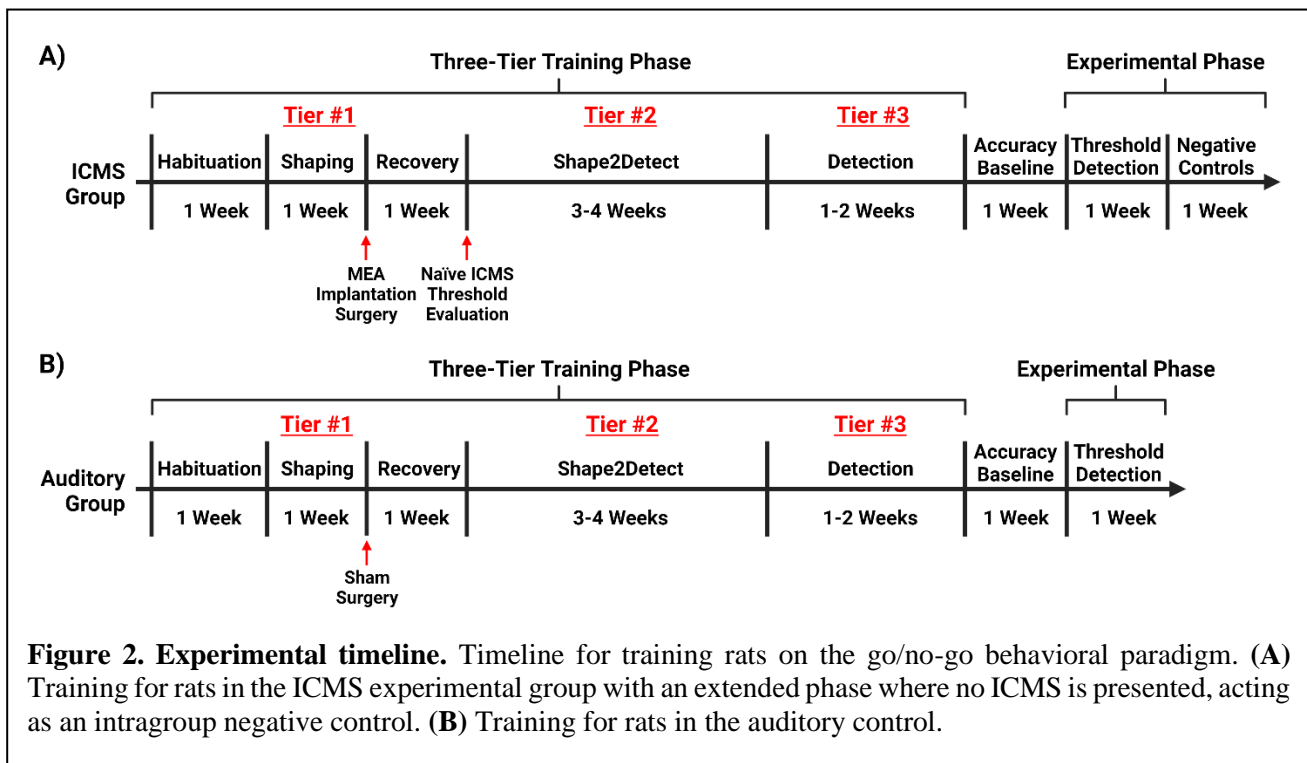 A)
Three-Tier Training Phase
Experimental Phase
Tier #1
Tier #2
Tier #3
ICMS
Group
Habituation
Shaping
Recovery
Shape2Detect
Detection
Accuracy
Baseline
Threshold
Detection
Negative
Controls
1 Week
1 Week
1 Week
3-4 Weeks
1-2 Weeks
1 Week
1 Week
1 Week
MEA
Implantation
Surgery
Naïve ICMS
Threshold
Evaluation
B)
Three-Tier Training Phase
Experimental Phase
Tier #1
Tier #2
Tier #3
Auditory
Group
Habituation
Shaping
Recovery
Shape2Detect
Detection
Accuracy
Baseline
Threshold
Detection
1 Week
1 Week
1 Week
3-4 Weeks
1-2 Weeks
1 Week
1 Week
Sham
Surgery
Figure 2. Experimental timeline. Timeline for training rats on the go/no-go behavioral paradigm. (A)
Training for rats in the ICMS experimental group with an extended phase where no ICMS is presented, acting
as an intragroup negative control. (B) Training for rats in the auditory control.